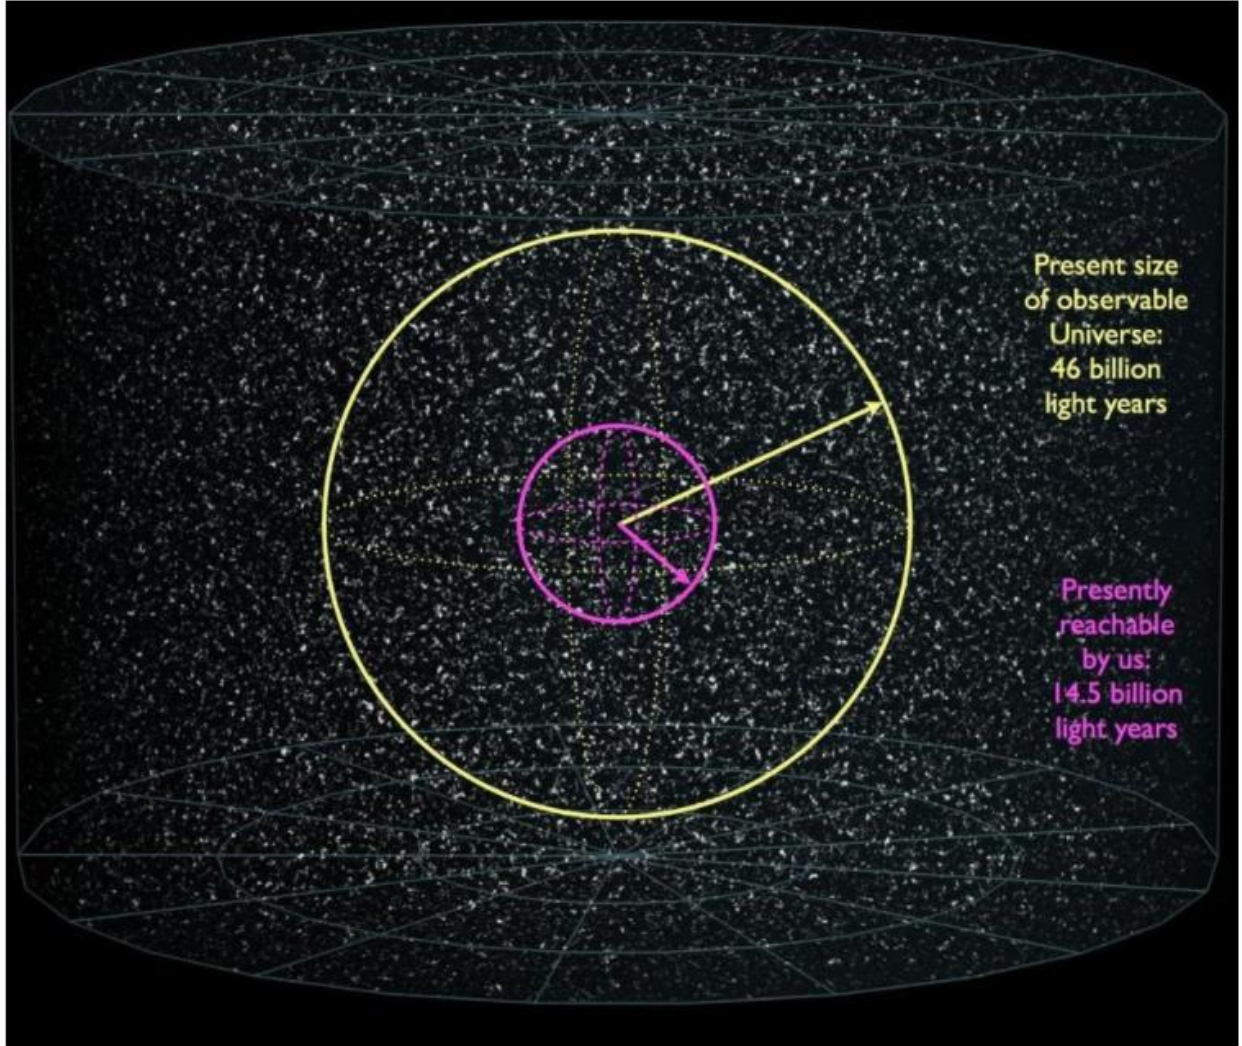 Present size
of observable
Universe:
46 billion
light years
Presently
reachable
by us:
14.5 billion
light years